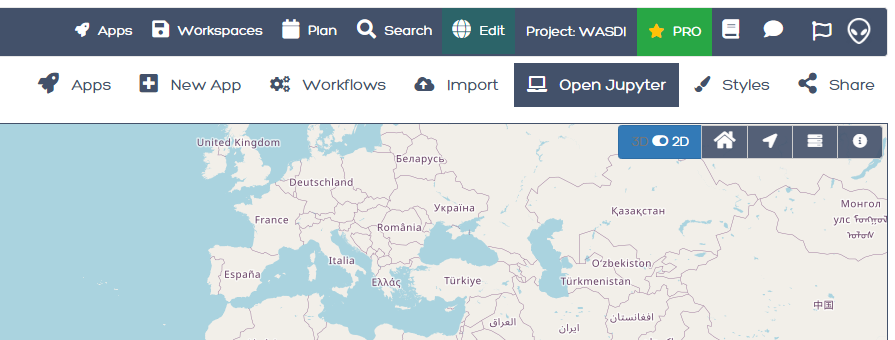 Apps Workspaces Plan Search Edit Project: WASDI PRO
Apps New App Workflows Import Open Jupyter Styles Share
3D 2D
United Kingdom
Беларусь
Deutschland
Україна
Монгол
улс
France
România
Қазақстан
Italia
Oʻzbekiston
España
Ελλάς
Türkiye
Türkmenistan
中国
العراق
ایران
افغانستان